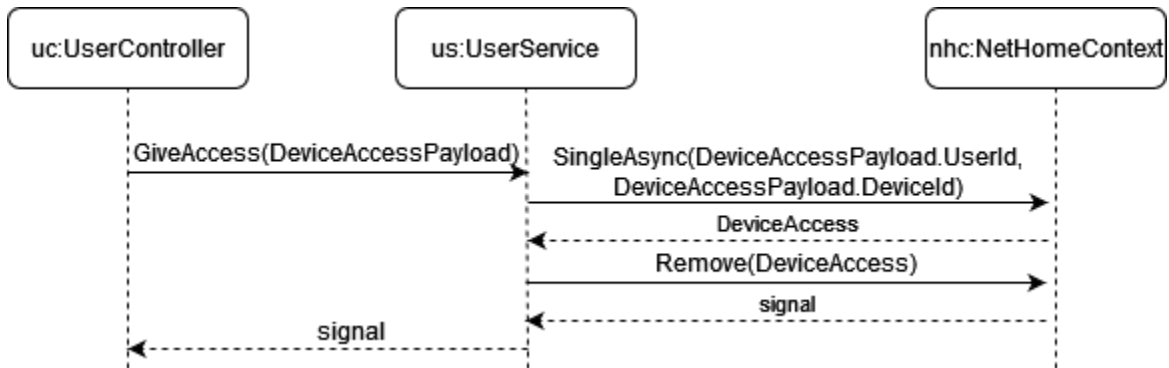 uc:UserController
us:UserService
nhc:NetHomeContext
GiveAccess(DeviceAccessPayload)
SingleAsync(DeviceAccessPayload.UserId,
DeviceAccessPayload.DeviceId)
DeviceAccess
Remove(DeviceAccess)
signal
signal